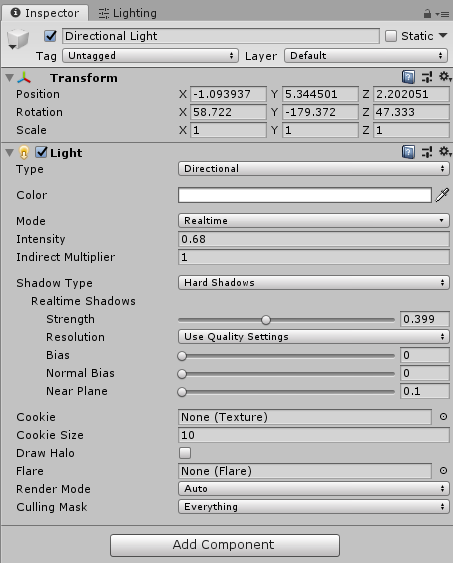 Inspector Lighting
Directional Light Static
Tag Untagged Layer Default
Transform
Position X -1.093937 Y 5.344501 Z 2.202051
Rotation X 58.722 Y -179.372 Z 47.333
Scale X 1 Y 1 Z 1
Light
Type Directional
Color
Mode Realtime
Intensity 0.68
Indirect Multiplier 1
Shadow Type Hard Shadows
Realtime Shadows
Strength 0.399
Resolution Use Quality Settings
Bias 0
Normal Bias 0
Near Plane 0.1
Cookie None (Texture)
Cookie Size 10
Draw Halo
Flare None (Flare)
Render Mode Auto
Culling Mask Everything
Add Component